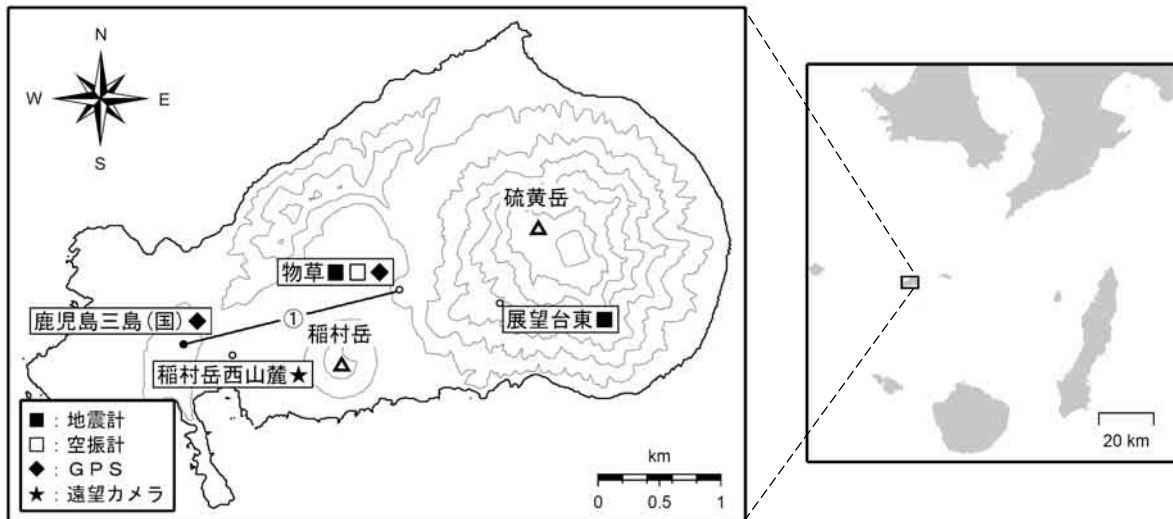 N
W E
S
硫黄岳
物草■□◆
鹿児島三島(国)◆
①
稲村岳
展望台東■
稲村岳西山麓★
■:地震計
□:空振計
◆:GPS
★:遠望カメラ
km
0 0.5 1
20 km